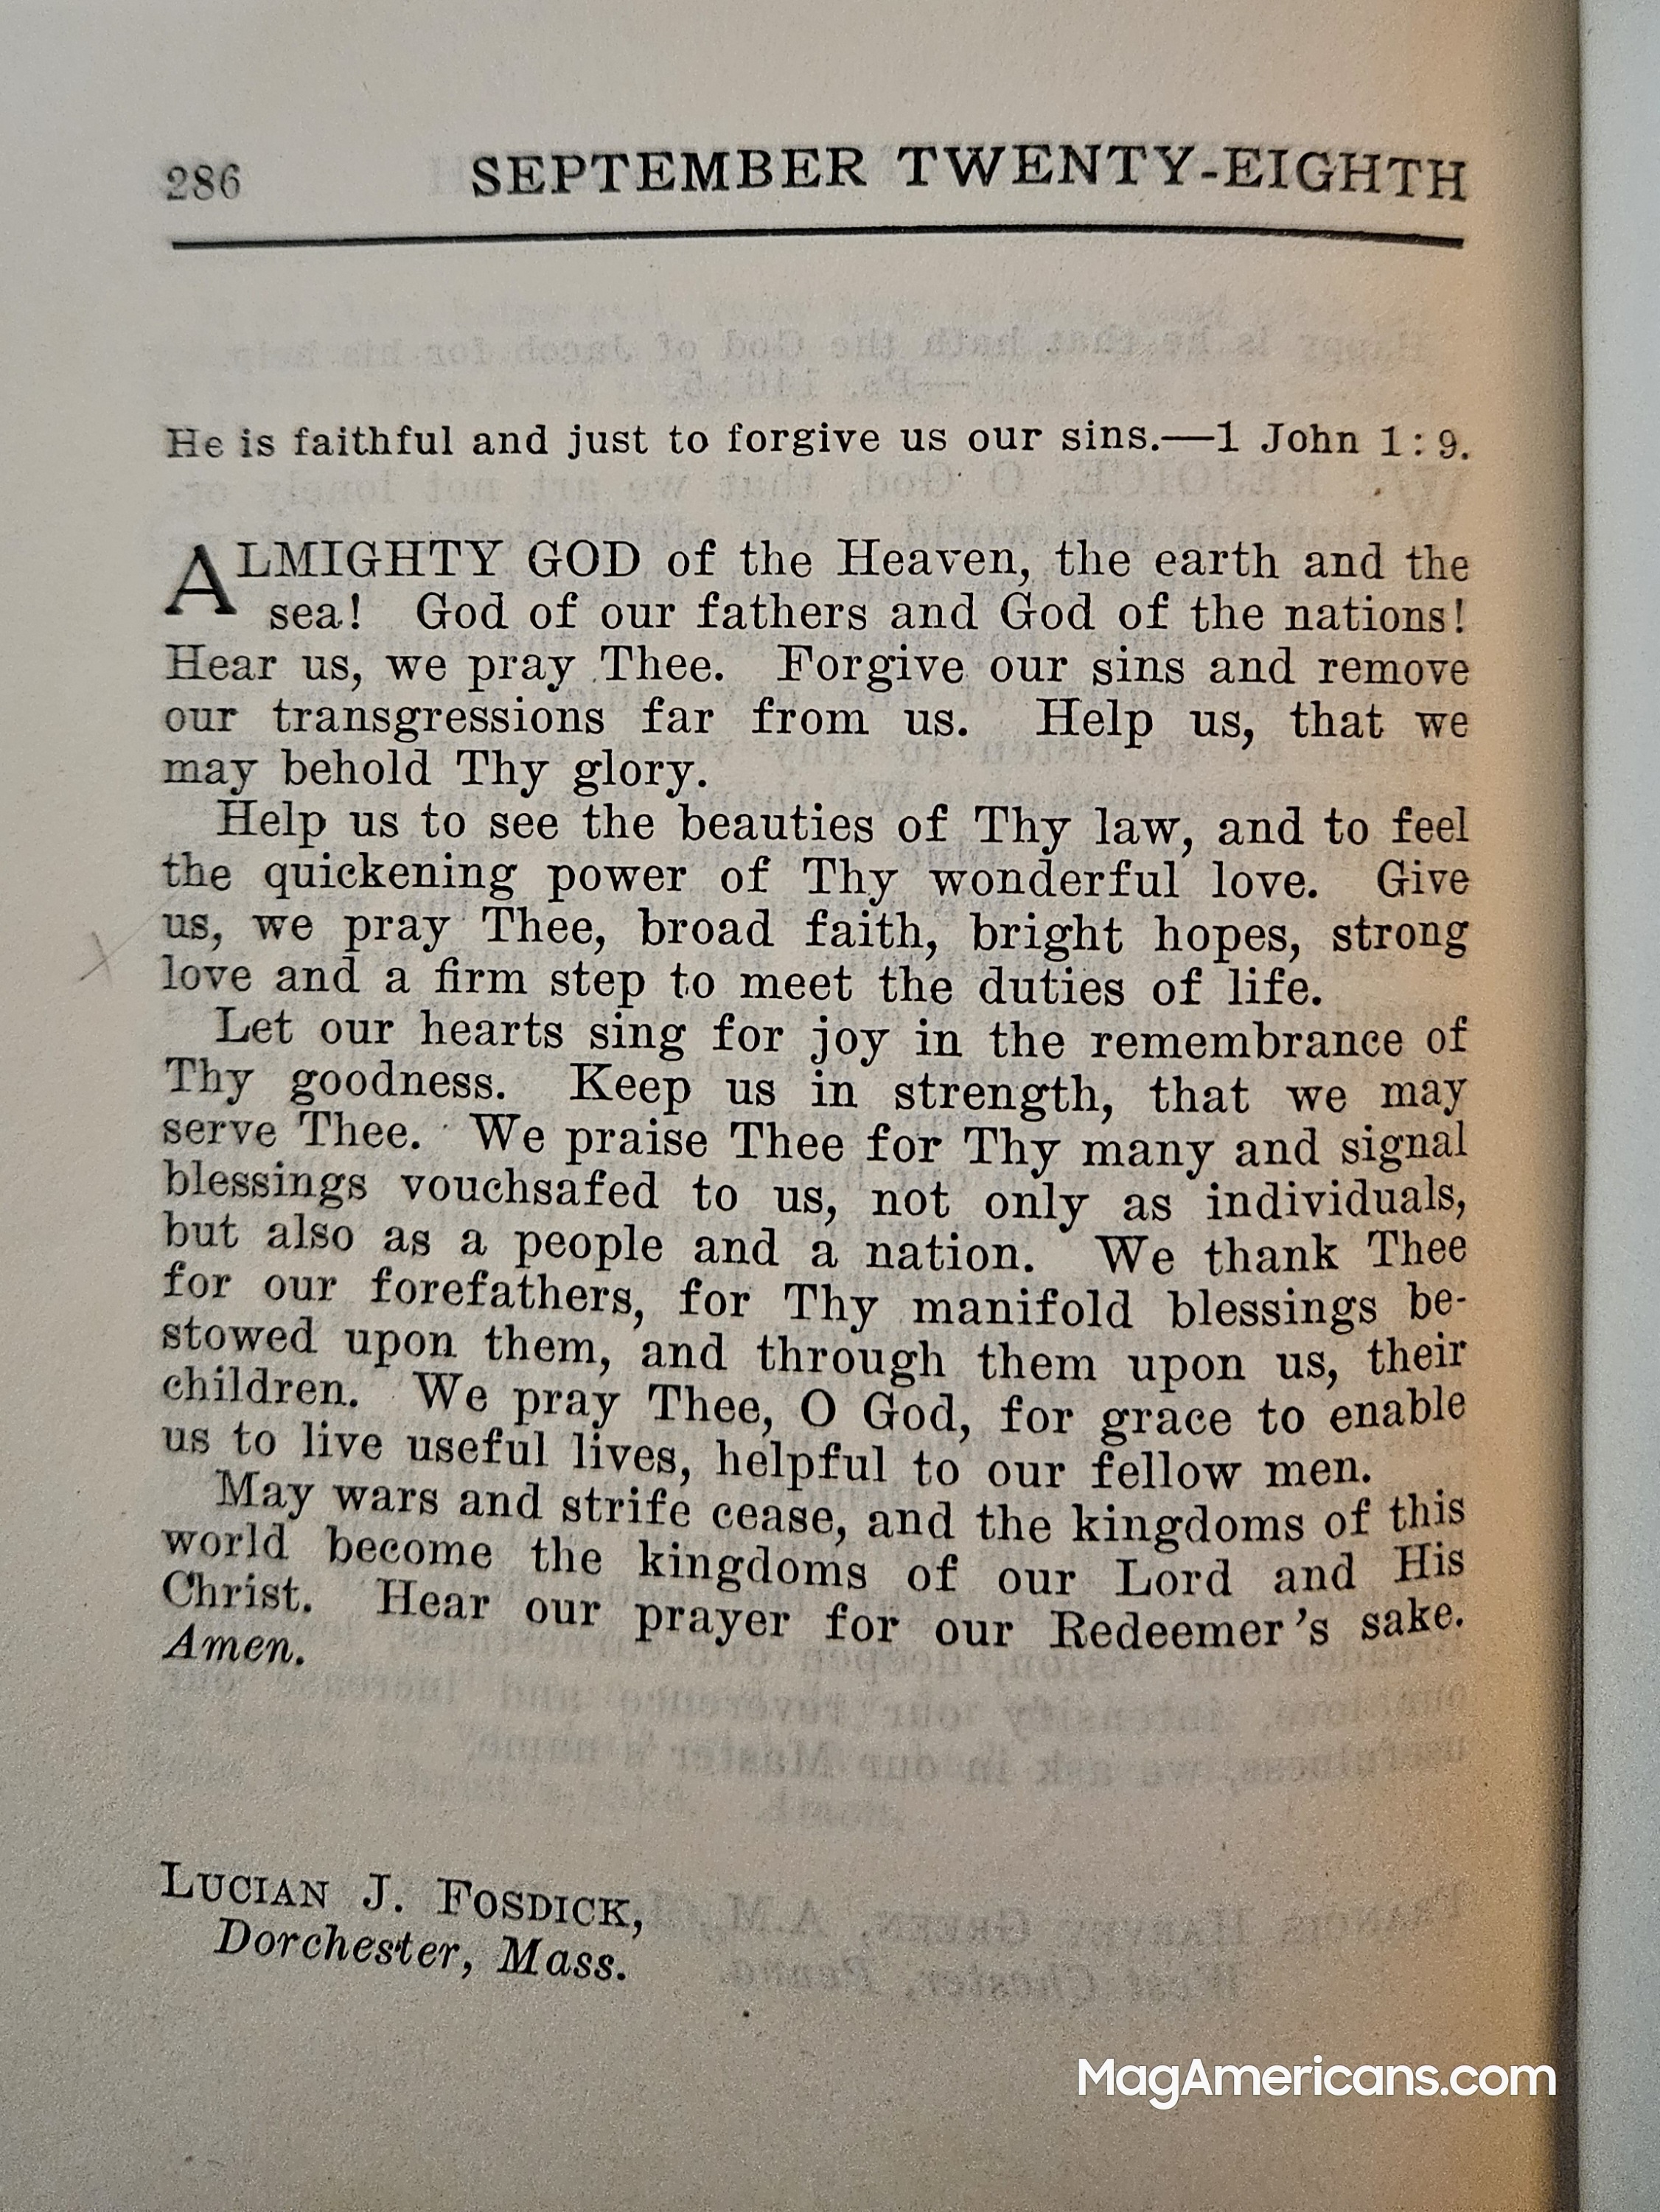 286 SEPTEMBER TWENTY-EIGHTH
He is faithful and just to forgive us our sins.—1 John 1:9.
ALMIGHTY GOD of the Heaven, the earth and the
sea! God of our fathers and God of the nations!
Hear us, we pray Thee. Forgive our sins and remove
our transgressions far from us. Help us, that we
may behold Thy glory.
Help us to see the beauties of Thy law, and to feel
the quickening power of Thy wonderful love. Give
us, we pray Thee, broad faith, bright hopes, strong
love and a firm step to meet the duties of life.
Let our hearts sing for joy in the remembrance of
Thy goodness. Keep us in strength, that we may
serve Thee. We praise Thee for Thy many and signal
blessings vouchsafed to us, not only as individuals,
but also as a people and a nation. We thank Thee
for our forefathers, for Thy manifold blessings be-
stowed upon them, and through them upon us, their
children. We pray Thee, O God, for grace to enable
us to live useful lives, helpful to our fellow men.
May wars and strife cease, and the kingdoms of this
world become the kingdoms of our Lord and His
Christ. Hear our prayer for our Redeemer's sake.
Amen.
LUCIAN J. FOSDICK,
Dorchester, Mass.
MagAmericans.com